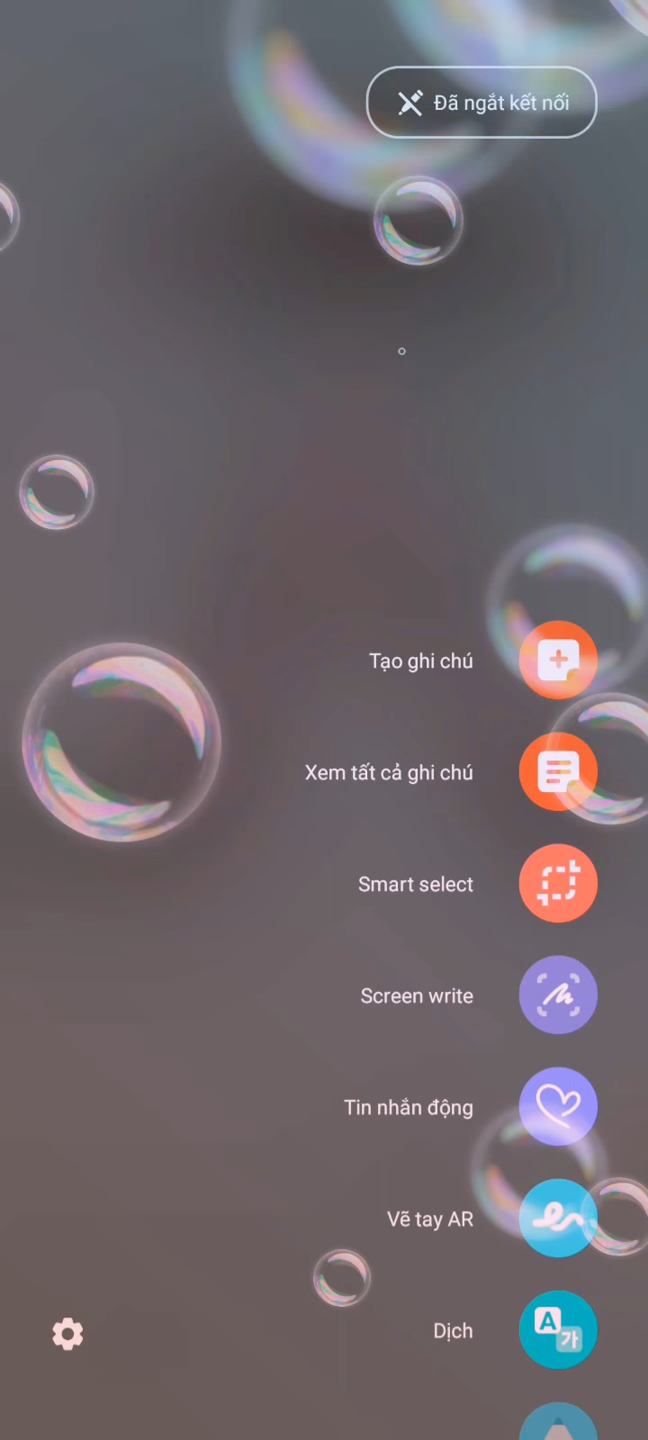 Đã ngắt kết nối
Tạo ghi chú
Xem tất cả ghi chú
Smart select
Screen write
Tin nhắn động
Vẽ tay AR
Dịch
A 가